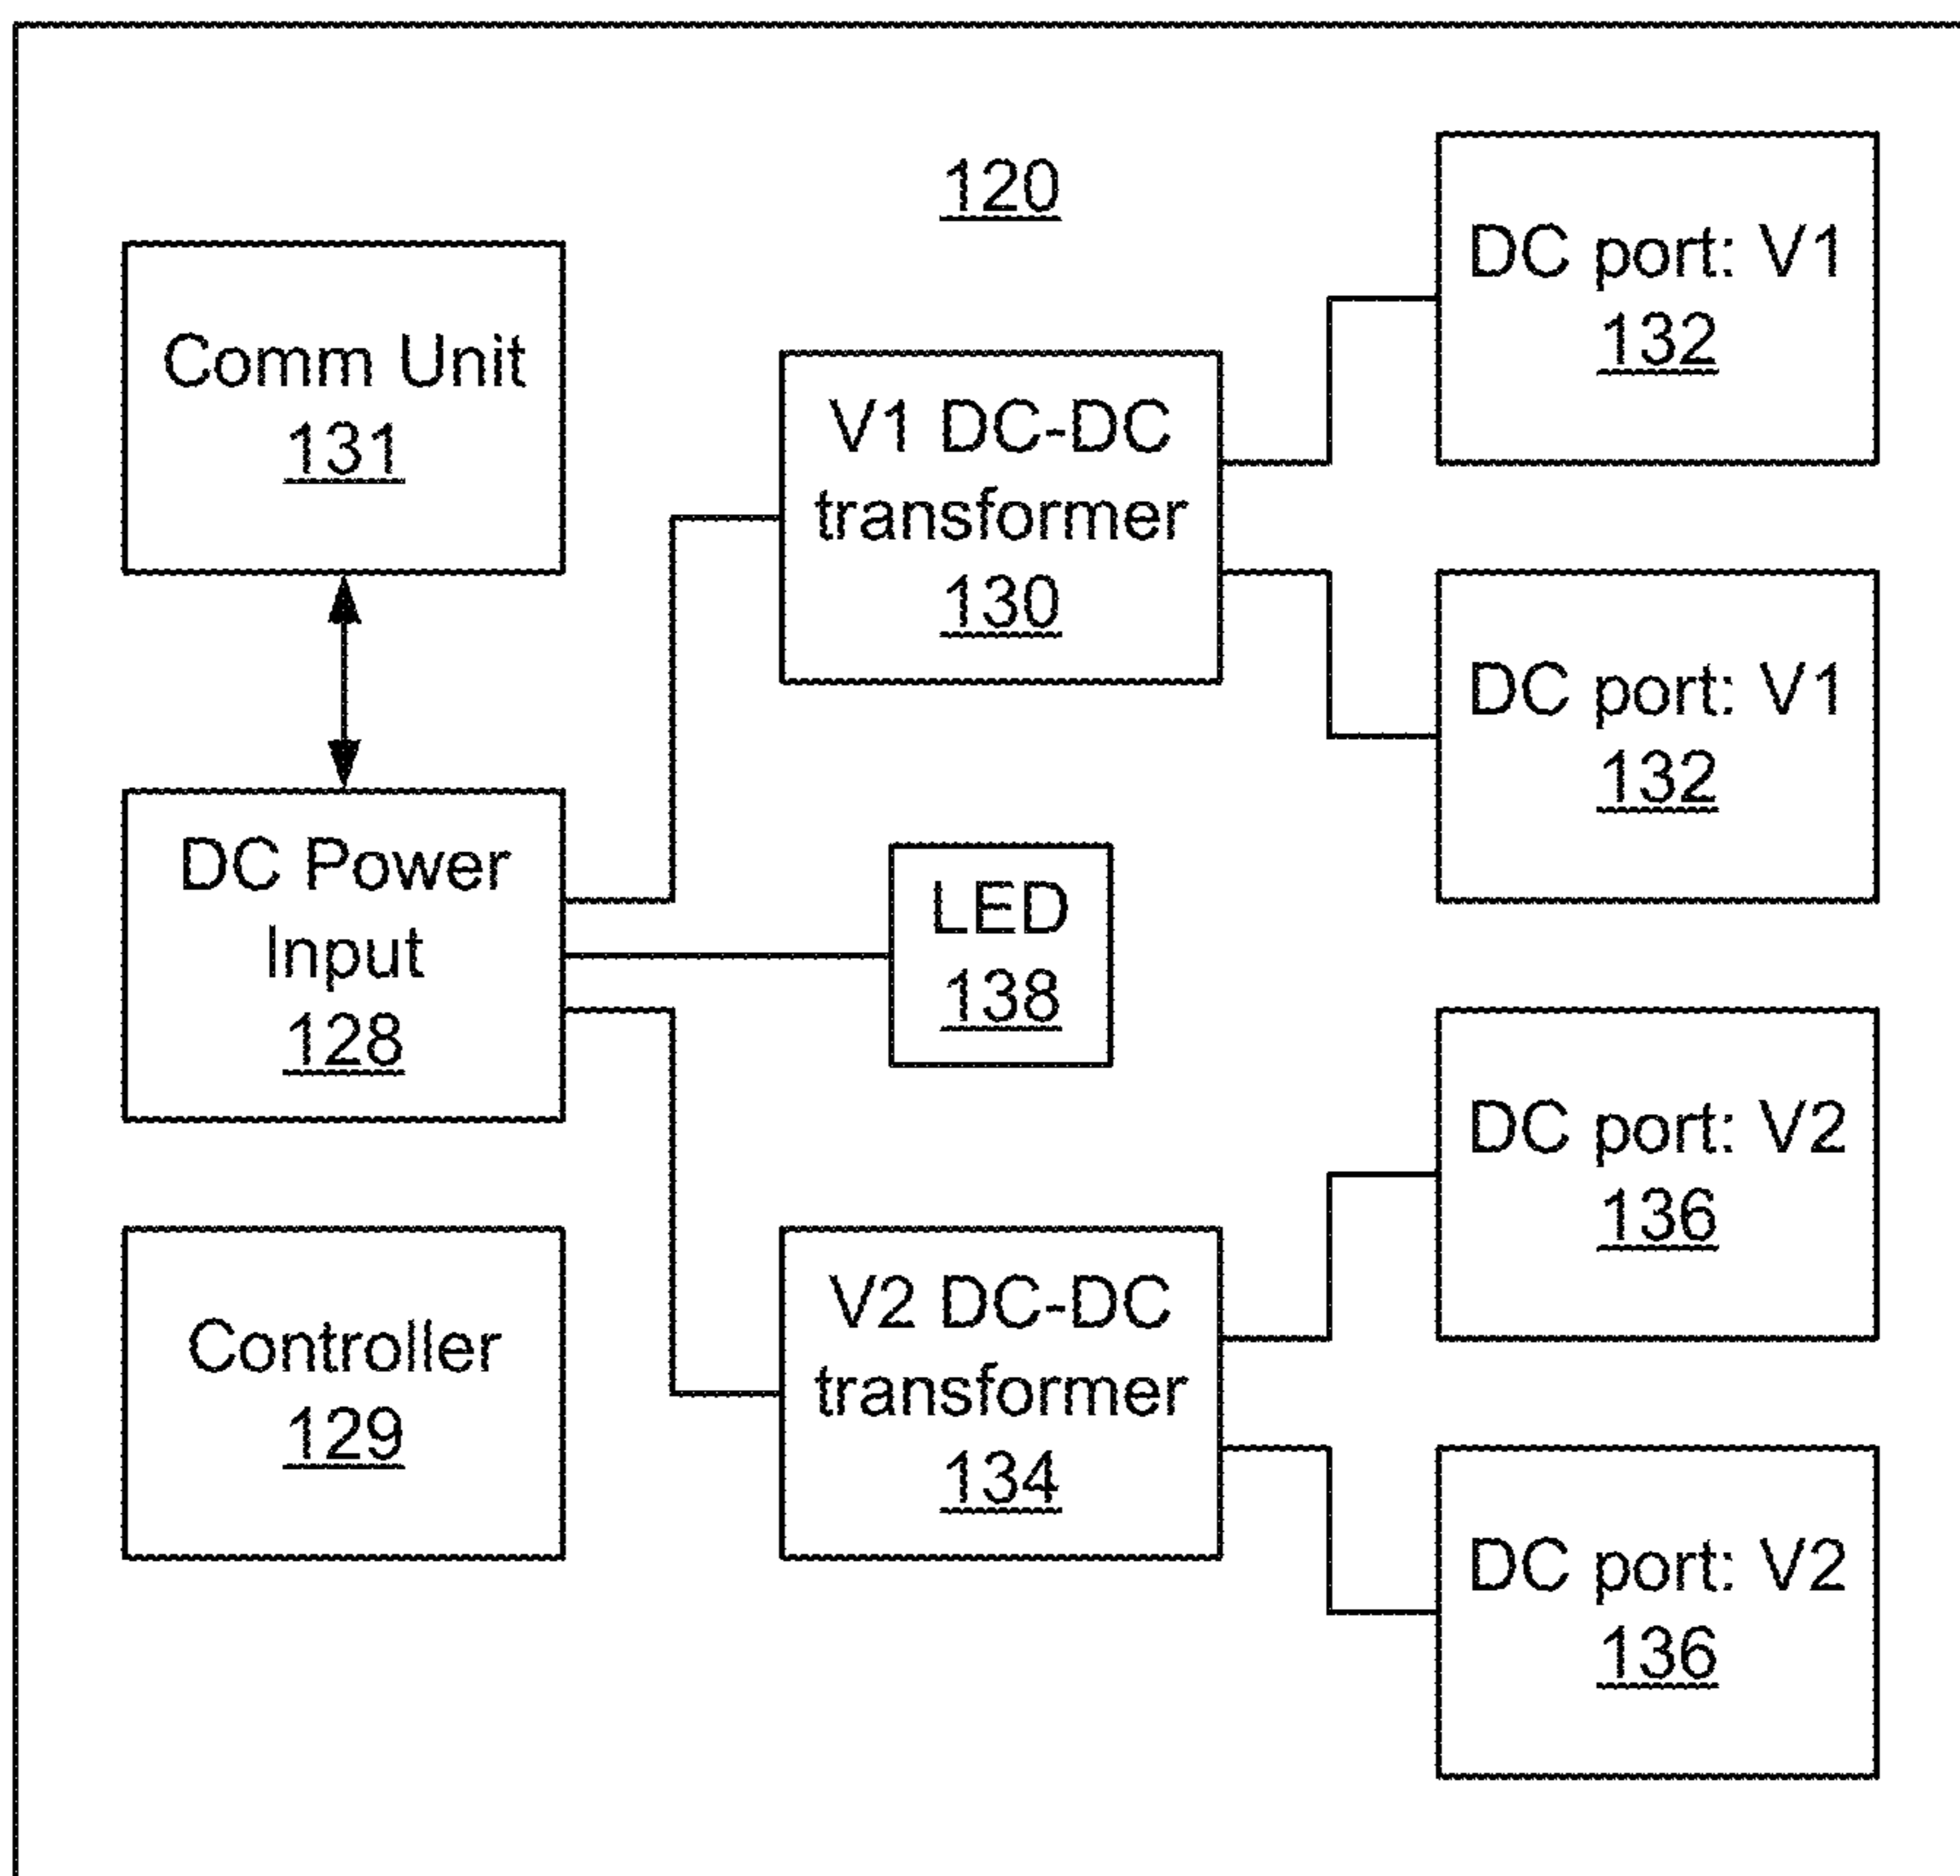 120
Comm Unit
131
DC Power
Input
128
Controller
129
V1 DC-DC
transformer
130
LED
138
V2 DC-DC
transformer
134
DC port: V1
132
DC port: V1
132
DC port: V2
136
DC port: V2
136